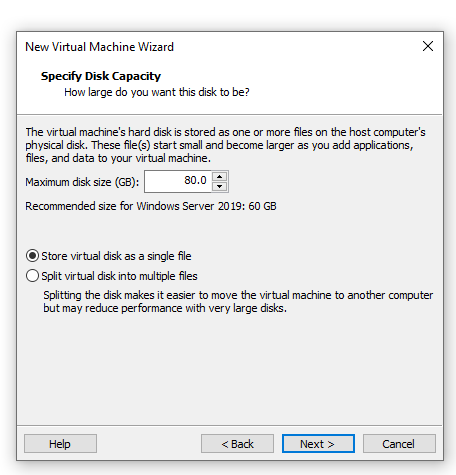 New Virtual Machine Wizard
Specify Disk Capacity
How large do you want this disk to be?
The virtual machine's hard disk is stored as one or more files on the host computer's
physical disk. These file(s) start small and become larger as you add applications,
files, and data to your virtual machine.
Maximum disk size (GB): 80.0
Recommended size for Windows Server 2019: 60 GB
Store virtual disk as a single file
Split virtual disk into multiple files
Splitting the disk makes it easier to move the virtual machine to another computer
but may reduce performance with very large disks.
Help < Back Next > Cancel